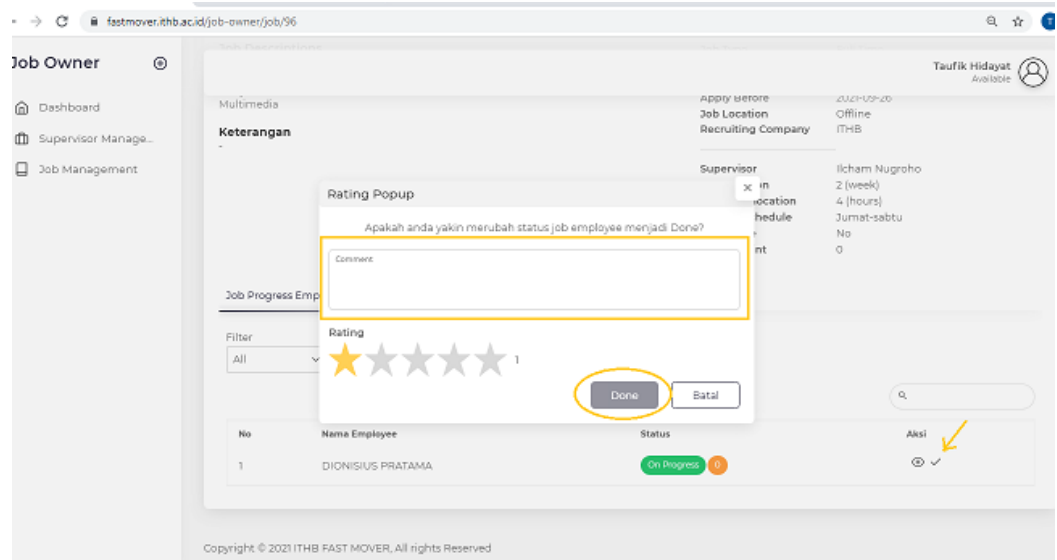 fastmover.ithb.ac.id/job-owner/job/96
T
Job Owner
Taufik Hidayat
Available
Dashboard
Supervisor Manage...
Job Management
Multimedia
Keterangan
-
Apply Before 2021-09-26
Job Location Offline
Recruiting Company ITHB
Supervisor Ilcham Nugroho
2 (week)
4 (hours)
Jumat-sabtu
No
0
Rating Popup
×
Apakah anda yakin merubah status job employee menjadi Done?
Comment
Rating
1
Done
Batal
Job Progress Emp
Filter
All
No Nama Employee Status Aksi
1 DIONISIUS PRATAMA On Progress 0
Copyright © 2021 ITHB FAST MOVER, All rights Reserved